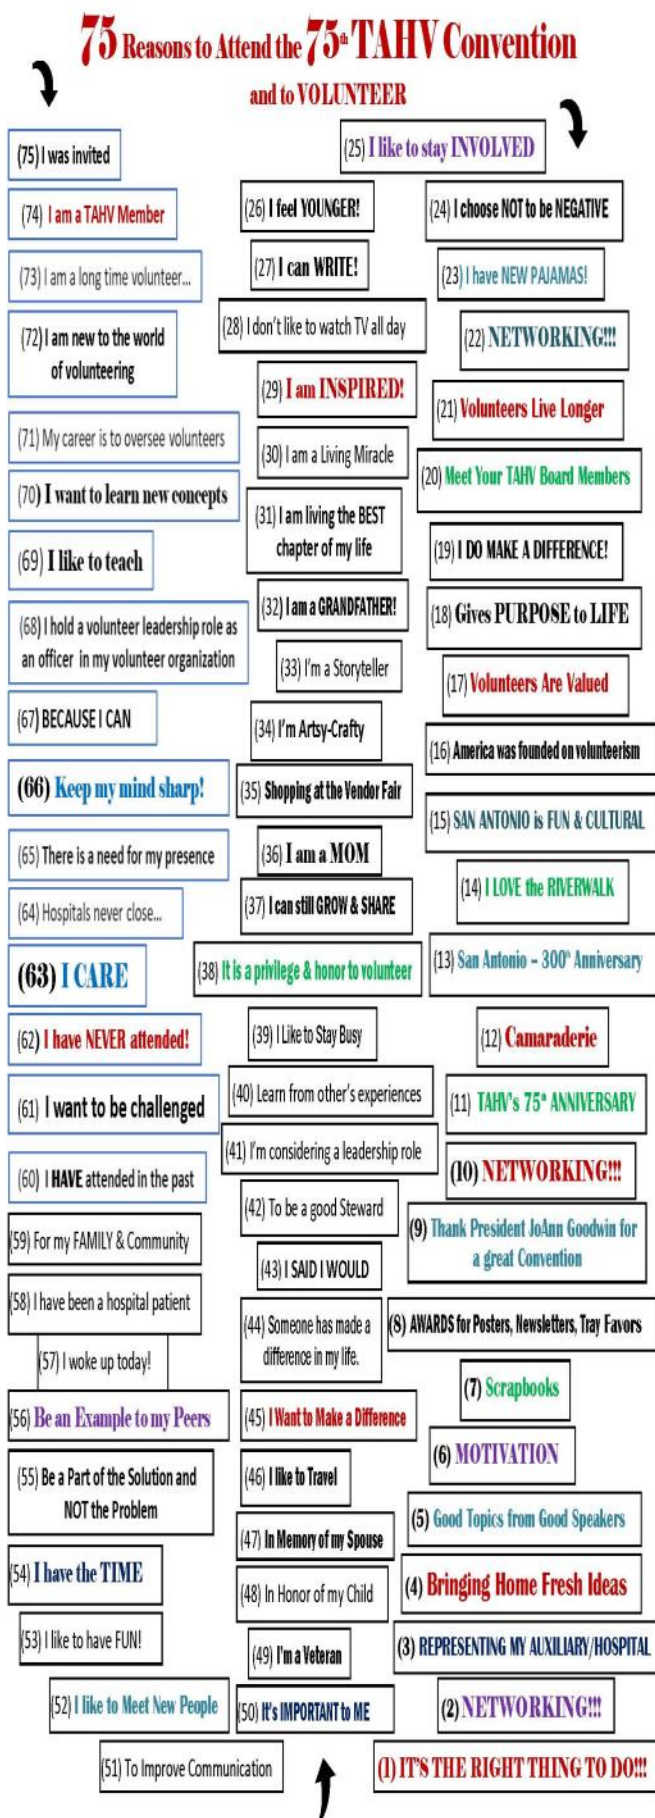 75 Reasons to Attend the 75th TAHV Convention
and to VOLUNTEER
(75) I was invited
(74) I am a TAHV Member
(73) I am a long time volunteer...
(72) I am new to the world
of volunteering
(71) My career is to oversee volunteers
(70) I want to learn new concepts
(69) I like to teach
(68) I hold a volunteer leadership role as
an officer in my volunteer organization
(67) BECAUSE I CAN
(66) Keep my mind sharp!
(65) There is a need for my presence
(64) Hospitals never close...
(63) I CARE
(62) I have NEVER attended!
(61) I want to be challenged
(60) I HAVE attended in the past
(59) For my FAMILY & Community
(58) I have been a hospital patient
(57) I woke up today!
(56) Be an Example to my Peers
(55) Be a Part of the Solution and
NOT the Problem
(54) I have the TIME
(53) I like to have FUN!
(52) I like to Meet New People
(51) To Improve Communication
(50) It's IMPORTANT to ME
(49) I'm a Veteran
(48) In Honor of my Child
(47) In Memory of my Spouse
(46) I like to Travel
(45) I Want to Make a Difference
(44) Someone has made a
difference in my life.
(43) I SAID I WOULD
(42) To be a good Steward
(41) I'm considering a leadership role
(40) Learn from other's experiences
(39) I Like to Stay Busy
(38) It is a privilege & honor to volunteer
(37) I can still GROW & SHARE
(36) I am a MOM
(35) Shopping at the Vendor Fair
(34) I'm Artsy-Crafty
(33) I'm a Storyteller
(32) I am a GRANDFATHER!
(31) I am living the BEST
chapter of my life
(30) I am a Living Miracle
(29) I am INSPIRED!
(28) I don't like to watch TV all day
(27) I can WRITE!
(26) I feel YOUNGER!
(25) I like to stay INVOLVED
(24) I choose NOT to be NEGATIVE
(23) I have NEW PAJAMAS!
(22) NETWORKING!!!
(21) Volunteers Live Longer
(20) Meet Your TAHV Board Members
(19) I DO MAKE A DIFFERENCE!
(18) Gives PURPOSE to LIFE
(17) Volunteers Are Valued
(16) America was founded on volunteerism
(15) SAN ANTONIO is FUN & CULTURAL
(14) I LOVE the RIVERWALK
(13) San Antonio – 300th Anniversary
(12) Camaraderie
(11) TAHV's 75th ANNIVERSARY
(10) NETWORKING!!!
(9) Thank President JoAnn Goodwin for
a great Convention
(8) AWARDS for Posters, Newsletters, Tray Favors
(7) Scrapbooks
(6) MOTIVATION
(5) Good Topics from Good Speakers
(4) Bringing Home Fresh Ideas
(3) REPRESENTING MY AUXILIARY/HOSPITAL
(2) NETWORKING!!!
(1) IT'S THE RIGHT THING TO DO!!!